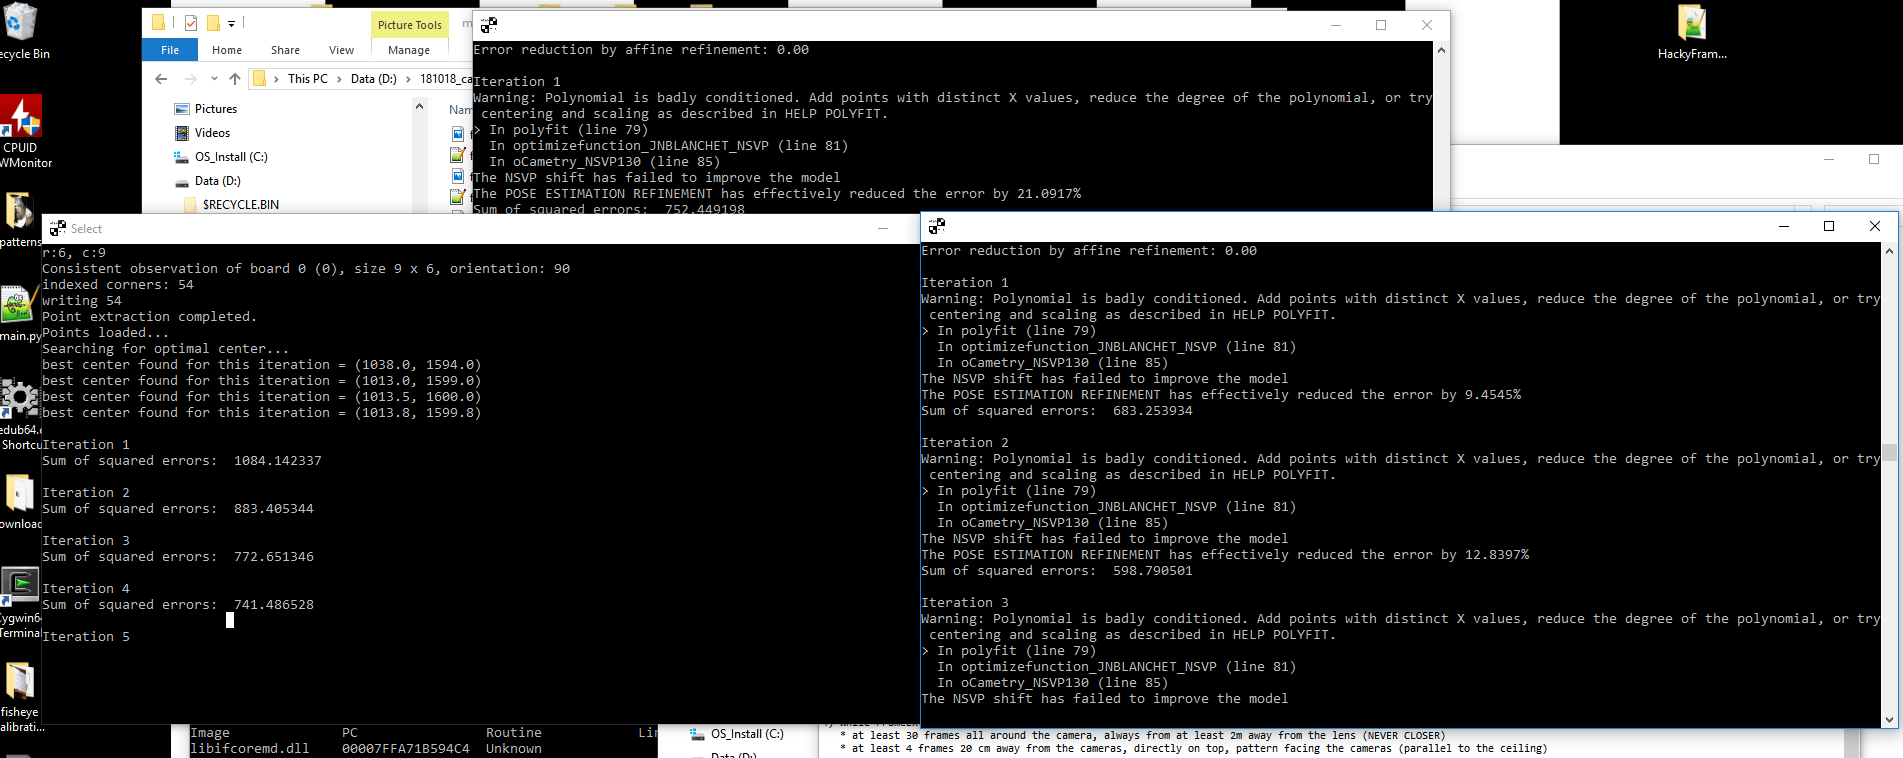 ecycle Bin
CPUID
WMonitor
patterns
main.py
edub64.e
Shortcu
ownload
Cygwin6
Termina
fisheye
alibrati...
Picture Tools
File
Home
Share
View
Manage
This PC > Data (D:) > 181018_ca
Pictures
Videos
OS_Install (C:)
Data (D:)
$RECYCLE.BIN
Nam
HackyFram...
Error reduction by affine refinement: 0.00
Iteration 1
Warning: Polynomial is badly conditioned. Add points with distinct X values, reduce the degree of the polynomial, or try
centering and scaling as described in HELP POLYFIT.
> In polyfit (line 79)
In optimizefunction_JNBLANCHET_NSVP (line 81)
In oCametry_NSVP130 (line 85)
The NSVP shift has failed to improve the model
The POSE ESTIMATION REFINEMENT has effectively reduced the error by 21.0917%
Sum of squared errors:  752.449198
Select
r:6, c:9
Consistent observation of board 0 (0), size 9 x 6, orientation: 90
indexed corners: 54
writing 54
Point extraction completed.
Points loaded...
Searching for optimal center...
best center found for this iteration = (1038.0, 1594.0)
best center found for this iteration = (1013.0, 1599.0)
best center found for this iteration = (1013.5, 1600.0)
best center found for this iteration = (1013.8, 1599.8)
Iteration 1
Sum of squared errors:  1084.142337
Iteration 2
Sum of squared errors:  883.405344
Iteration 3
Sum of squared errors:  772.651346
Iteration 4
Sum of squared errors:  741.486528
Iteration 5
Error reduction by affine refinement: 0.00
Iteration 1
Warning: Polynomial is badly conditioned. Add points with distinct X values, reduce the degree of the polynomial, or try
centering and scaling as described in HELP POLYFIT.
> In polyfit (line 79)
In optimizefunction_JNBLANCHET_NSVP (line 81)
In oCametry_NSVP130 (line 85)
The NSVP shift has failed to improve the model
The POSE ESTIMATION REFINEMENT has effectively reduced the error by 9.4545%
Sum of squared errors:  683.253934
Iteration 2
Warning: Polynomial is badly conditioned. Add points with distinct X values, reduce the degree of the polynomial, or try
centering and scaling as described in HELP POLYFIT.
> In polyfit (line 79)
In optimizefunction_JNBLANCHET_NSVP (line 81)
In oCametry_NSVP130 (line 85)
The NSVP shift has failed to improve the model
The POSE ESTIMATION REFINEMENT has effectively reduced the error by 12.8397%
Sum of squared errors:  598.790501
Iteration 3
Warning: Polynomial is badly conditioned. Add points with distinct X values, reduce the degree of the polynomial, or try
centering and scaling as described in HELP POLYFIT.
> In polyfit (line 79)
In optimizefunction_JNBLANCHET_NSVP (line 81)
In oCametry_NSVP130 (line 85)
The NSVP shift has failed to improve the model
Image PC Routine Li
libifcoremd.dll 00007FFA71B594C4 Unknown
OS_Install (C:)
Data (D:)
* at least 30 frames all around the camera, always from at least 2m away from the lens (NEVER CLOSER)
* at least 4 frames 20 cm away from the cameras, directly on top, pattern facing the cameras (parallel to the ceiling)